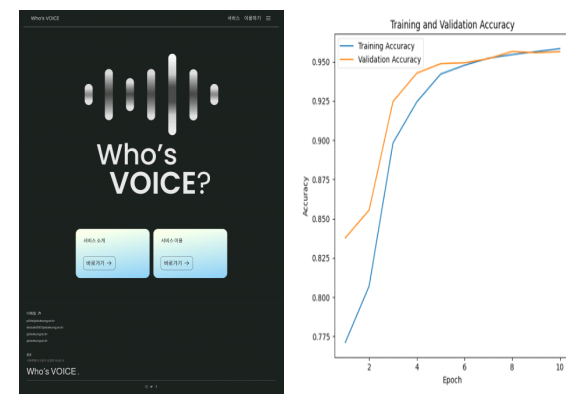 Who's VOICE
서비스 이용하기
Who's
VOICE?
서비스 소개
서비스 이용
바로가기 →
바로가기 →
Who's VOICE.
Training and Validation Accuracy
Training Accuracy
Validation Accuracy
0.950
0.925
0.900
0.875
0.850
0.825
0.800
0.775
Accuracy
2
4
6
8
10
Epoch